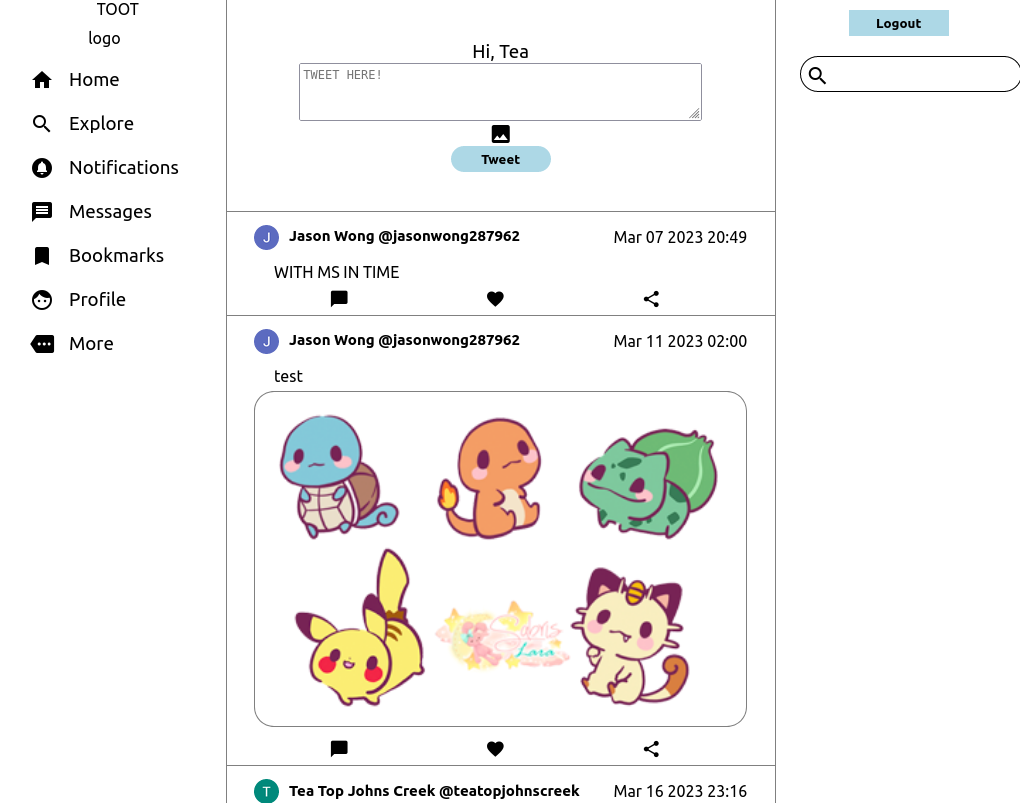 TOOT
logo
Home
Explore
Notifications
Messages
Bookmarks
Profile
More
Hi, Tea
TWEET HERE!
Tweet
J Jason Wong @jasonwong287962 Mar 07 2023 20:49
WITH MS IN TIME
J Jason Wong @jasonwong287962 Mar 11 2023 02:00
test
Lara
T Tea Top Johns Creek @teatopjohnscreek Mar 16 2023 23:16
Logout